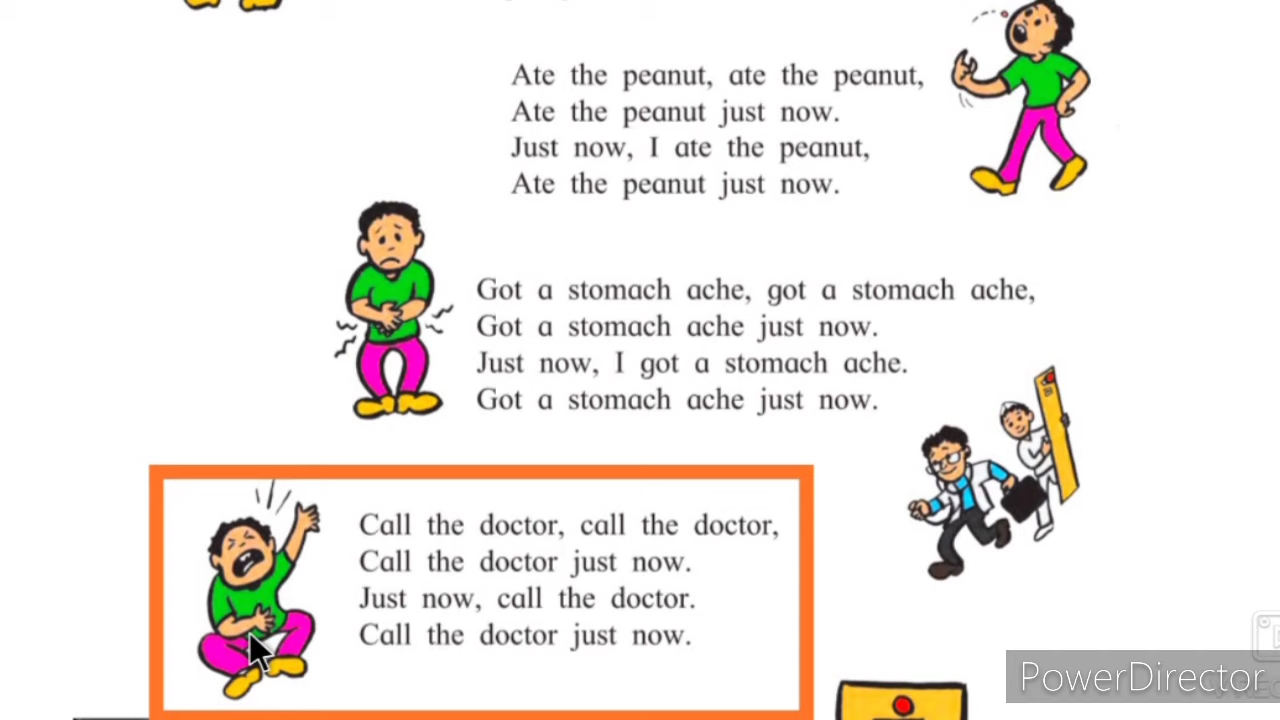 Ate the peanut, ate the peanut,
Ate the peanut just now.
Just now, I ate the peanut,
Ate the peanut just now.
Got a stomach ache, got a stomach ache,
Got a stomach ache just now.
Just now, I got a stomach ache.
Got a stomach ache just now.
Call the doctor, call the doctor,
Call the doctor just now.
Just now, call the doctor.
Call the doctor just now.
PowerDirector